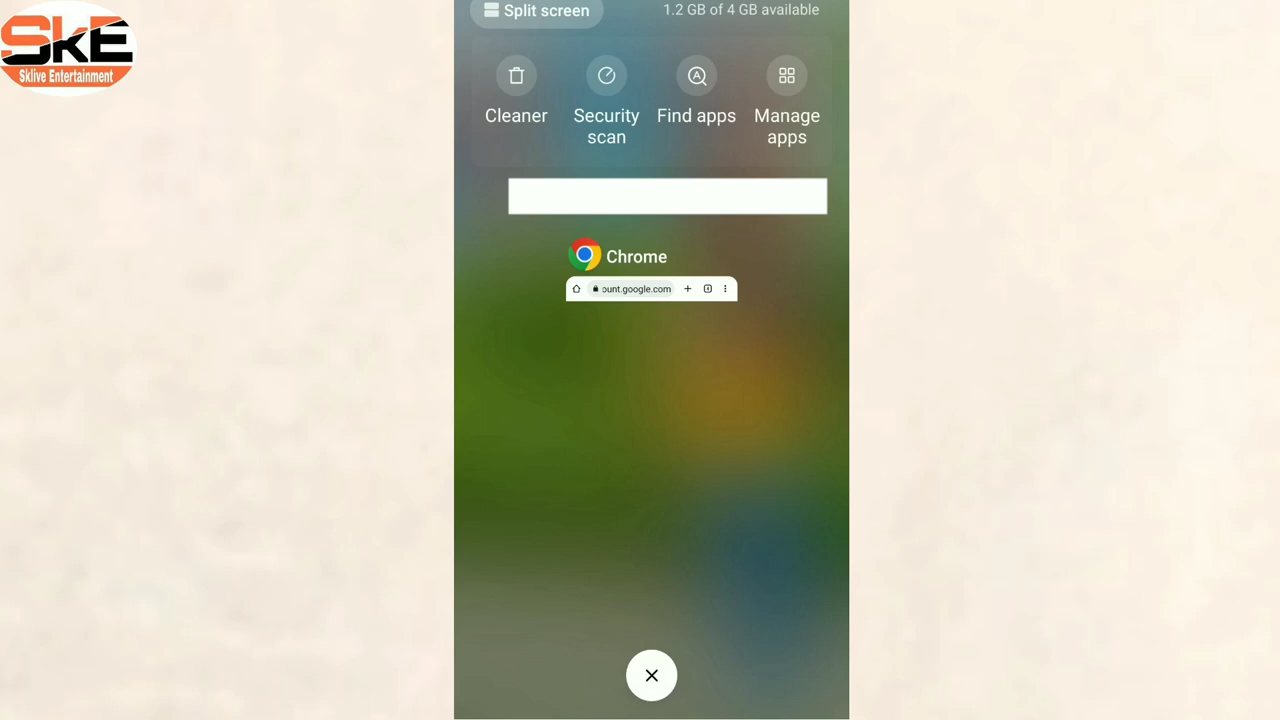 SKE
Sklive Entertainment
Split screen
1.2 GB of 4 GB available
Cleaner
Security
scan
Find apps
Manage
apps
Chrome
ount.google.com